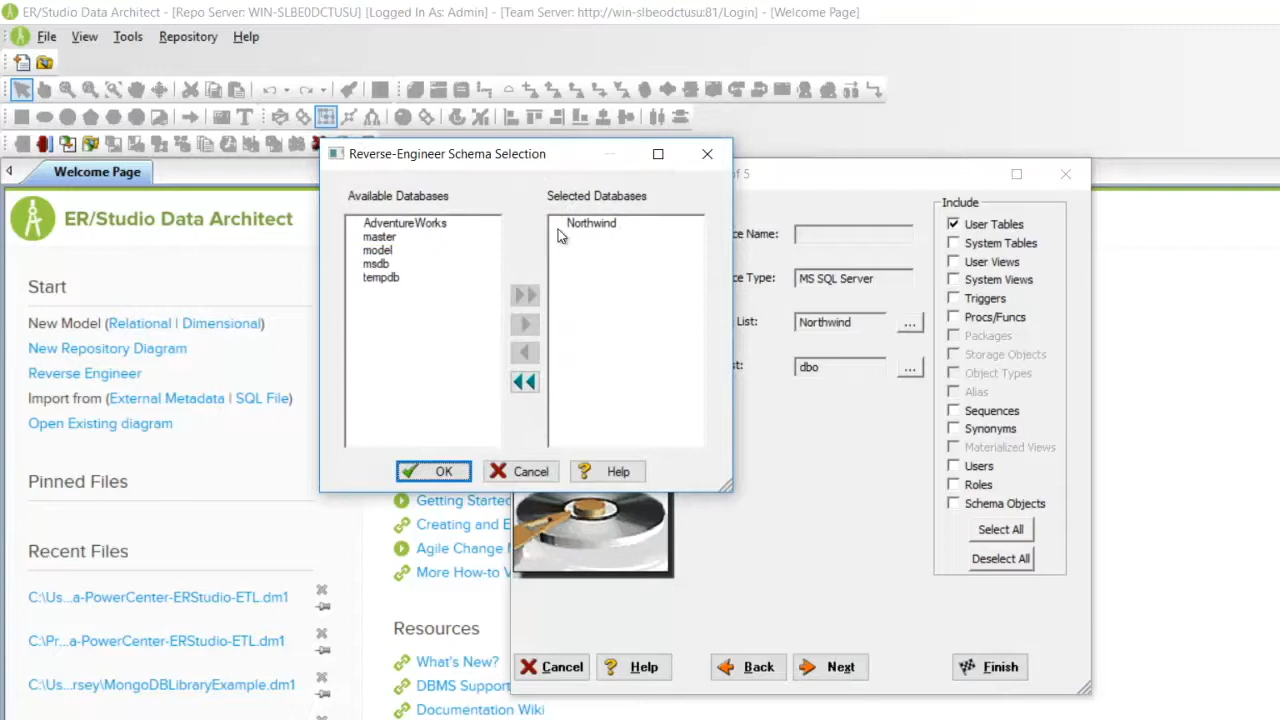 ER/Studio Data Architect - [Repo Server: WIN-SLBE0DCTUSU] [Logged In As: Admin] - [Team Server: http://win-slbeodctusu:81/Login] - [Welcome Page]
File View Tools Repository Help
Welcome Page
ER/Studio Data Architect
Start
New Model (Relational | Dimensional)
New Repository Diagram
Reverse Engineer
Import from (External Metadata | SQL File)
Open Existing diagram
Pinned Files
Recent Files
C:\Us...a-PowerCenter-ERStudio-ETL.dm1
C:\Pr...a-PowerCenter-ERStudio-ETL.dm1
C:\Us...rsey\MongoDBLibraryExample.dm1
Getting Started
Creating and E
Agile Change
More How-to V
Resources
What's New?
DBMS Support
Documentation Wiki
Reverse-Engineer Schema Selection
Available Databases
AdventureWorks
master
model
msdb
tempdb
Selected Databases
Northwind
OK Cancel Help
of 5
ce Name:
ce Type: MS SQL Server
List: Northwind ...
st: dbo ...
Include
User Tables
System Tables
User Views
System Views
Triggers
Procs/Funcs
Packages
Storage Objects
Object Types
Alias
Sequences
Synonyms
Materialized Views
Users
Roles
Schema Objects
Select All
Deselect All
Cancel Help Back Next Finish